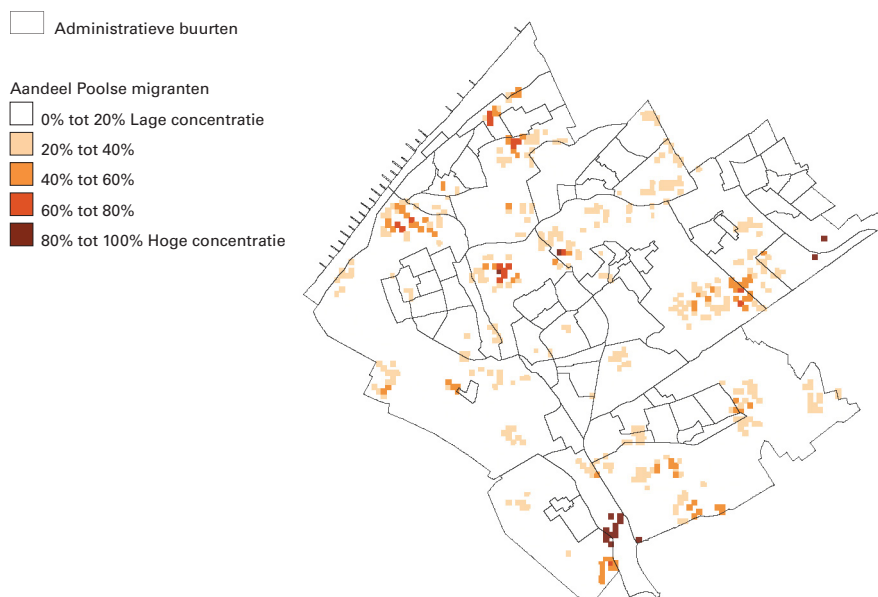 Administratieve buurten
Aandeel Poolse migranten
0% tot 20% Lage concentratie
20% tot 40%
40% tot 60%
60% tot 80%
80% tot 100% Hoge concentratie